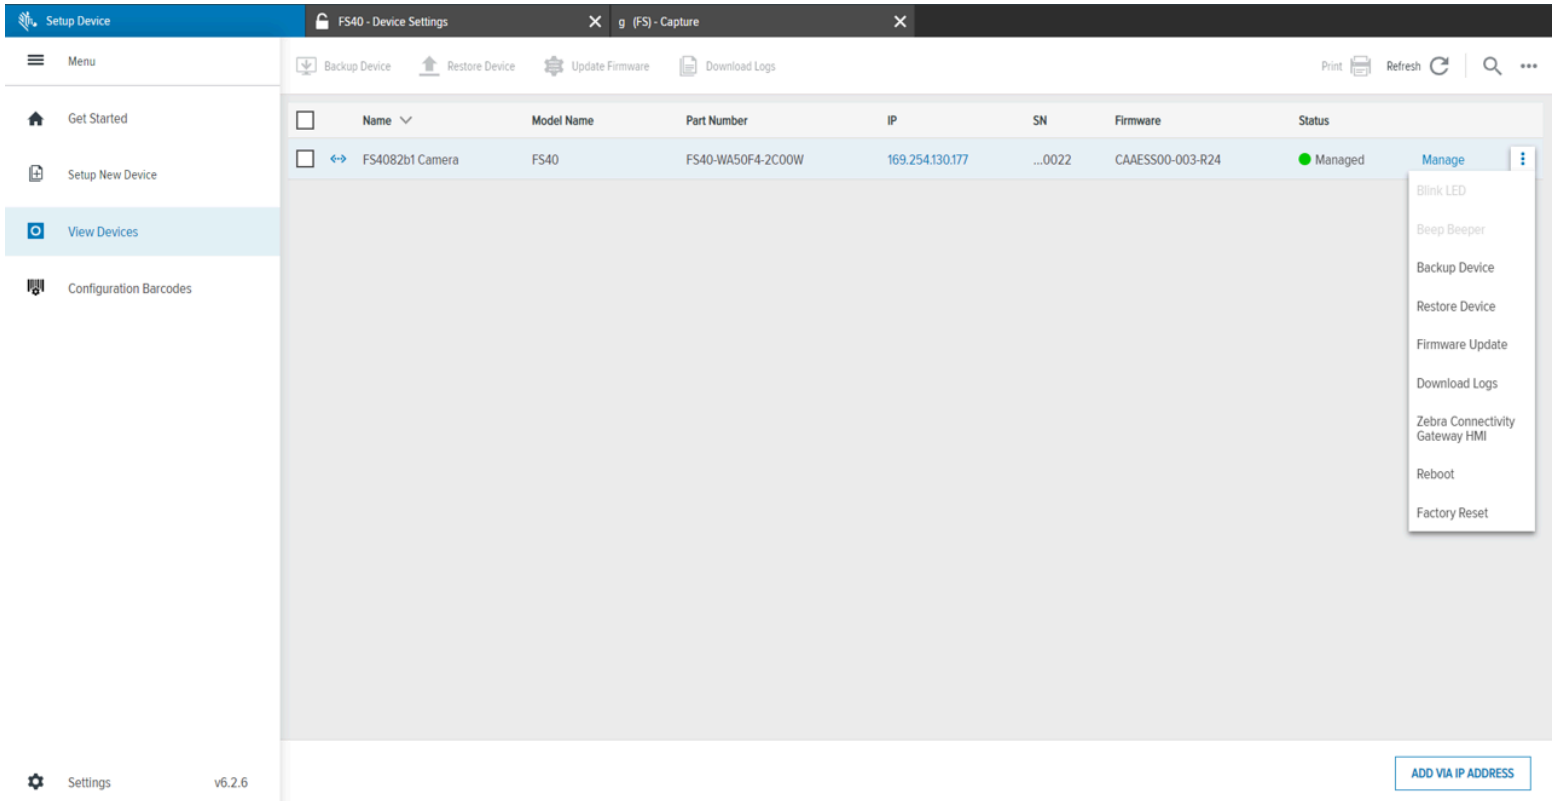 Setup Device
FS40 - Device Settings
g (FS) - Capture
Menu
Backup Device Restore Device Update Firmware Download Logs Print Refresh
Get Started
Setup New Device
View Devices
Configuration Barcodes
Name Model Name Part Number IP SN Firmware Status
FS4082b1 Camera FS40 FS40-WA50F4-2C00W 169.254.130.177 ...0022 CAAESS00-003-R24 Managed Manage
Blink LED
Beep Beeper
Backup Device
Restore Device
Firmware Update
Download Logs
Zebra Connectivity
Gateway HMI
Reboot
Factory Reset
Settings v6.2.6
ADD VIA IP ADDRESS